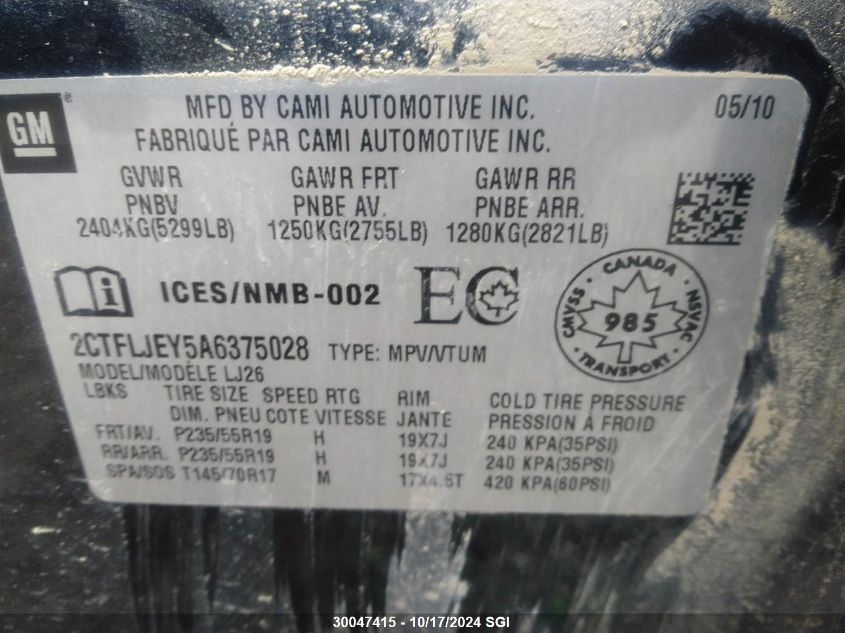 GM
®
MFD BY CAMI AUTOMOTIVE INC. 05/10
FABRIQUÉ PAR CAMI AUTOMOTIVE INC.
GVWR GAWR FRT GAWR RR
PNBV PNBE AV. PNBE ARR.
2404KG(5299LB) 1250KG(2755LB) 1280KG(2821LB)
i ICES/NMB-002 EC
CANADA
CMVSS 985 NSVAC
TRANSPORT
2CTFLJEY5A6375028 TYPE: MPV/VTUM
MODEL/MODÈLE LJ26
LBKS TIRE SIZE SPEED RTG RIM COLD TIRE PRESSURE
DIM. PNEU COTE VITESSE JANTE PRESSION À FROID
FRT/AV. P235/55R19 H 19X7J 240 KPA(35PSI)
RR/ARR. P235/55R19 H 19X7J 240 KPA(35PSI)
SPA/SOS T145/70R17 M 17X4.5T 420 KPA(60PSI)
30047415 - 10/17/2024 SGI